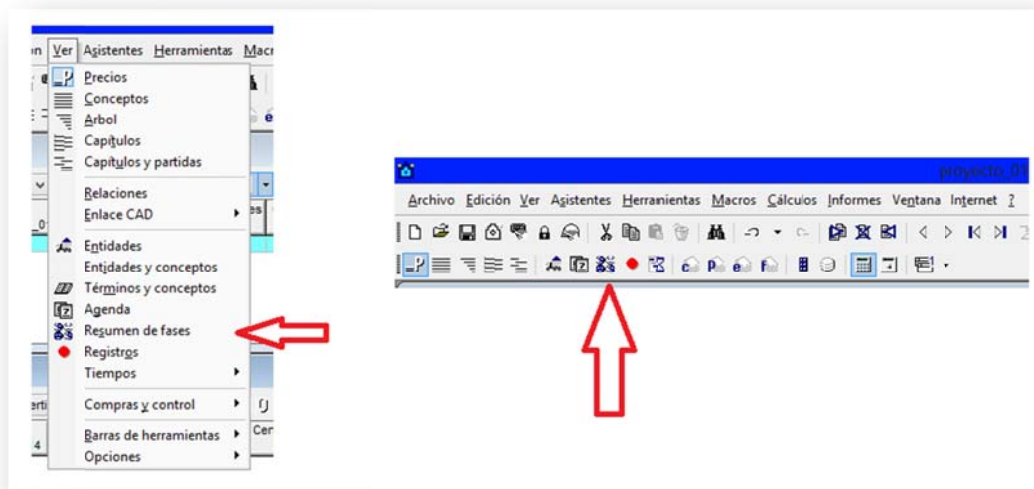 Ver Asistentes Herramientas
Precios
Conceptos
Arbol
Capítulos
Capítulos y partidas
Relaciones
Enlace CAD
Entidades
Entidades y conceptos
Términos y conceptos
Agenda
Resumen de fases
Registros
Tiempos
Compras y control
Barras de herramientas
Opciones
4
proyecto_01
Archivo Edición Ver Asistentes Herramientas Macros Cálculos Informes Ventana Internet ?